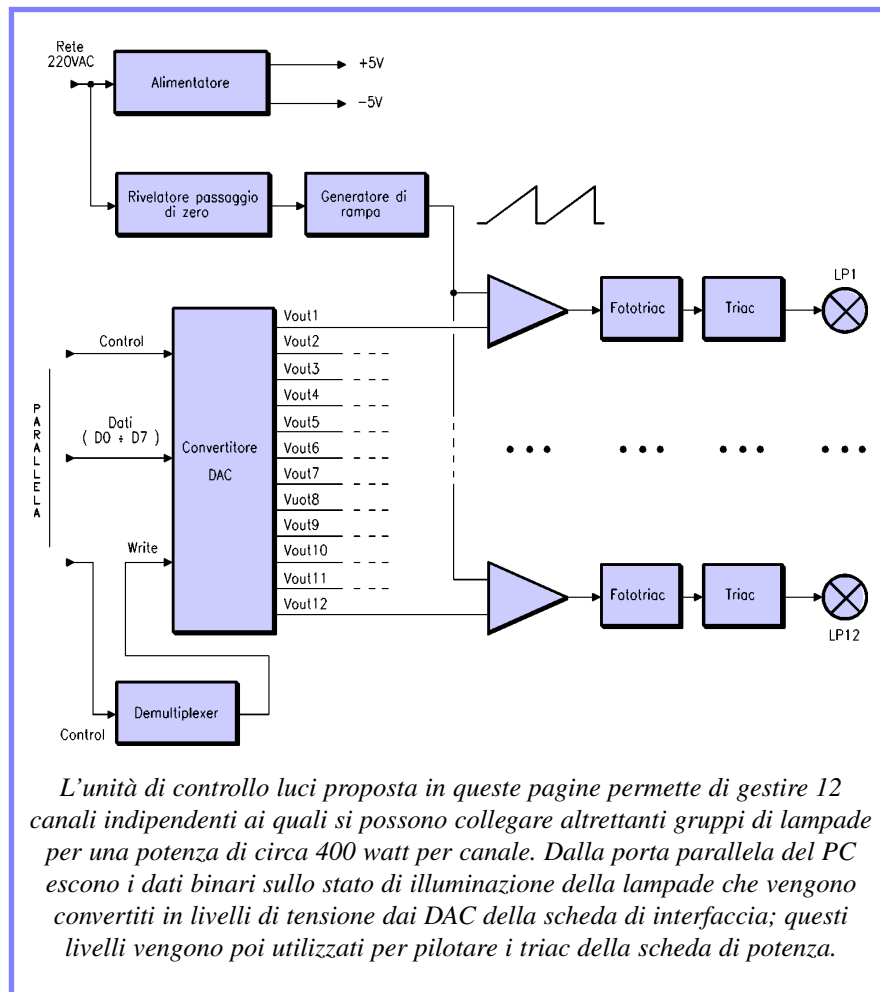 Rete
220VAC
Alimentatore
+5V
-5V
Rivelatore passaggio
di zero
Generatore di
rampa
LP1
Fototriac
Triac
Control
Vout1
Vout2
Vout3
Vout4
Vout5
Vout6
Vout7
Vuot8
Vout9
Vout10
Vout11
Vout12
PARALLELA
Dati
( D0 ÷ D7 )
Convertitore
DAC
Write
Fototriac
Triac
LP12
Demultiplexer
Control
L'unità di controllo luci proposta in queste pagine permette di gestire 12
canali indipendenti ai quali si possono collegare altrettanti gruppi di lampade
per una potenza di circa 400 watt per canale. Dalla porta parallela del PC
escono i dati binari sullo stato di illuminazione della lampade che vengono
convertiti in livelli di tensione dai DAC della scheda di interfaccia; questi
livelli vengono poi utilizzati per pilotare i triac della scheda di potenza.